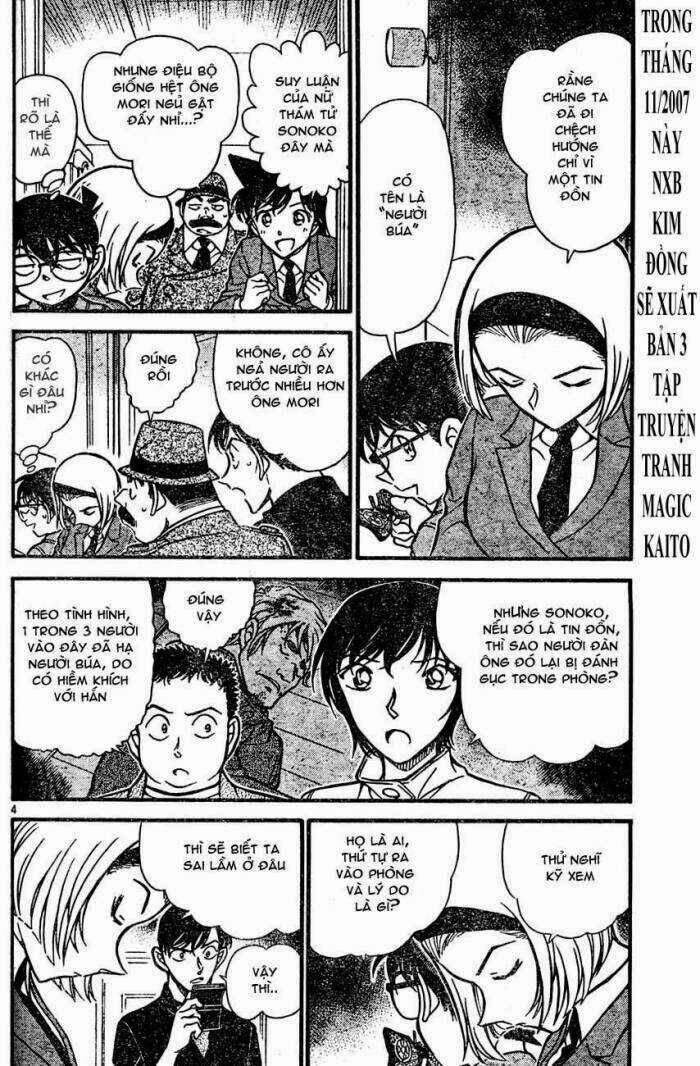 RẰNG
CHÚNG TA
ĐÃ ĐI
CHỆCH
HƯỚNG
CHỈ VÌ
MỘT TIN
ĐỒN
CÓ
TÊN LÀ
"NGƯỜI
BÚA"
SUY LUẬN
CỦA NỮ
THÁM TỬ
SONOKO
ĐÂY MÀ
NHƯNG ĐIỆU BỘ
GIỐNG HỆT ÔNG
MORI NGỦ GẬT
ĐẤY NHỈ...?
THÌ
RÕ LÀ
THẾ
MÀ
KHÔNG, CÔ ẤY
NGẢ NGƯỜI RA
TRƯỚC NHIỀU HƠN
ÔNG MORI
ĐÚNG
RỒI
CÓ
KHÁC
GÌ ĐÂU
NHỈ?
NHƯNG SONOKO,
NẾU ĐÓ LÀ TIN ĐỒN,
THÌ SAO NGƯỜI ĐÀN
ÔNG ĐÓ LẠI BỊ ĐÁNH
GỤC TRONG PHÒNG?
ĐÚNG
VẬY
THEO TÌNH HÌNH,
1 TRONG 3 NGƯỜI
VÀO ĐÂY ĐÃ HẠ
NGƯỜI BÚA, DO
CÓ HIỀM KHÍCH
VỚI HẮN
4
THỬ NGHĨ
KỸ XEM
HỌ LÀ AI,
THỨ TỰ RA
VÀO PHÒNG
VÀ LÝ DO
LÀ GÌ?
THÌ SẼ BIẾT TA
SAI LẦM Ở ĐÂU
VẬY
THÌ..
TRONG
THÁNG
11/2007
NÀY
NXB
KIM
ĐỒNG
SẼ XUẤT
BẢN 3
TẬP
TRUYỆN
TRANH
MAGIC
KAITO